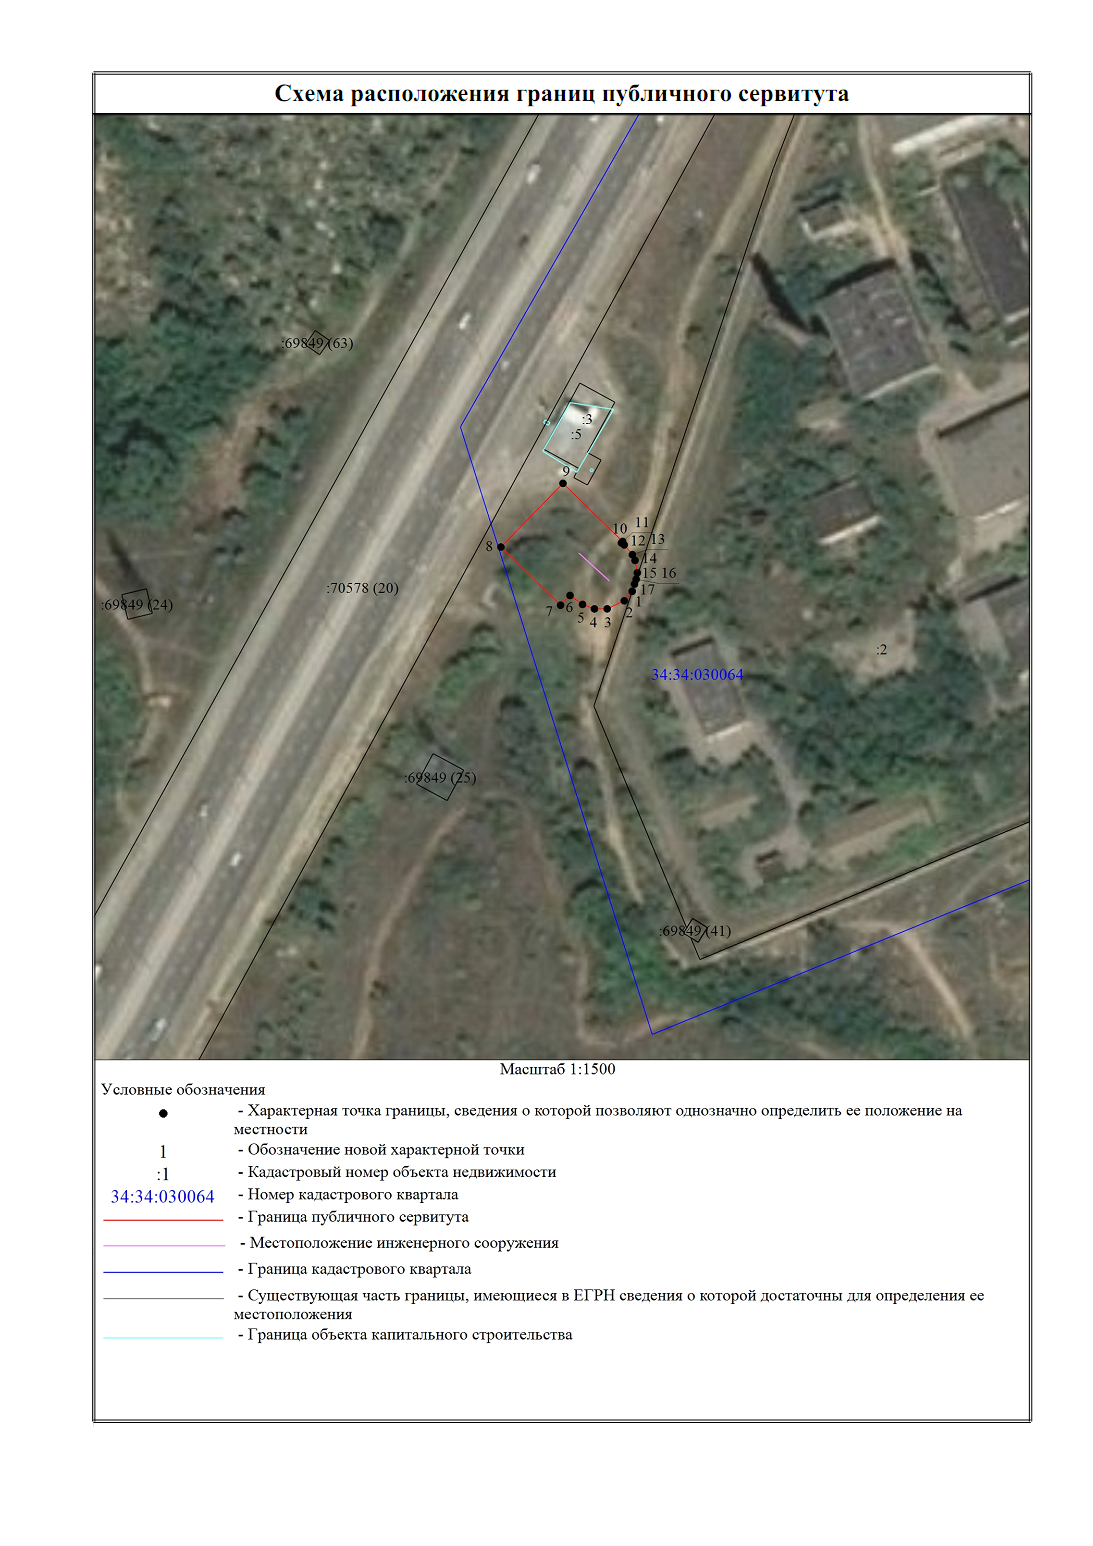 Схема расположения границ публичного сервитута
:69849 (63)
:3
:5
9
10
11
12
13
8
14
15
16
:70578 (20)
17
:69849 (24)
7
6
5
4
3
2
1
:2
34:34:030064
:69849 (25)
:69849 (41)
Масштаб 1:1500
Условные обозначения
- Характерная точка границы, сведения о которой позволяют однозначно определить ее положение на
местности
1
- Обозначение новой характерной точки
:1
- Кадастровый номер объекта недвижимости
34:34:030064
- Номер кадастрового квартала
- Граница публичного сервитута
- Местоположение инженерного сооружения
- Граница кадастрового квартала
- Существующая часть границы, имеющиеся в ЕГРН сведения о которой достаточны для определения ее
местоположения
- Граница объекта капитального строительства